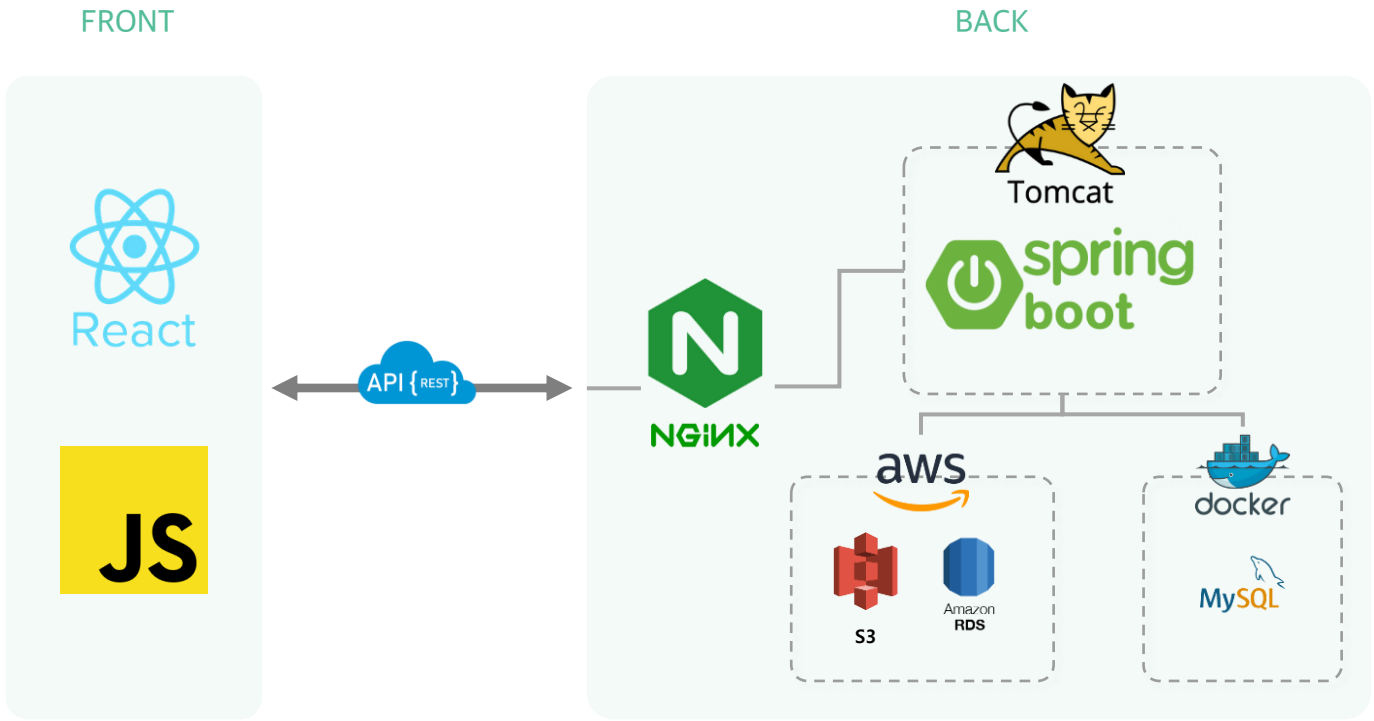 FRONT
BACK
Tomcat
spring
boot
React
API {REST}
N
NGiNX
JS
aws
docker
S3
Amazon
RDS
MySQL